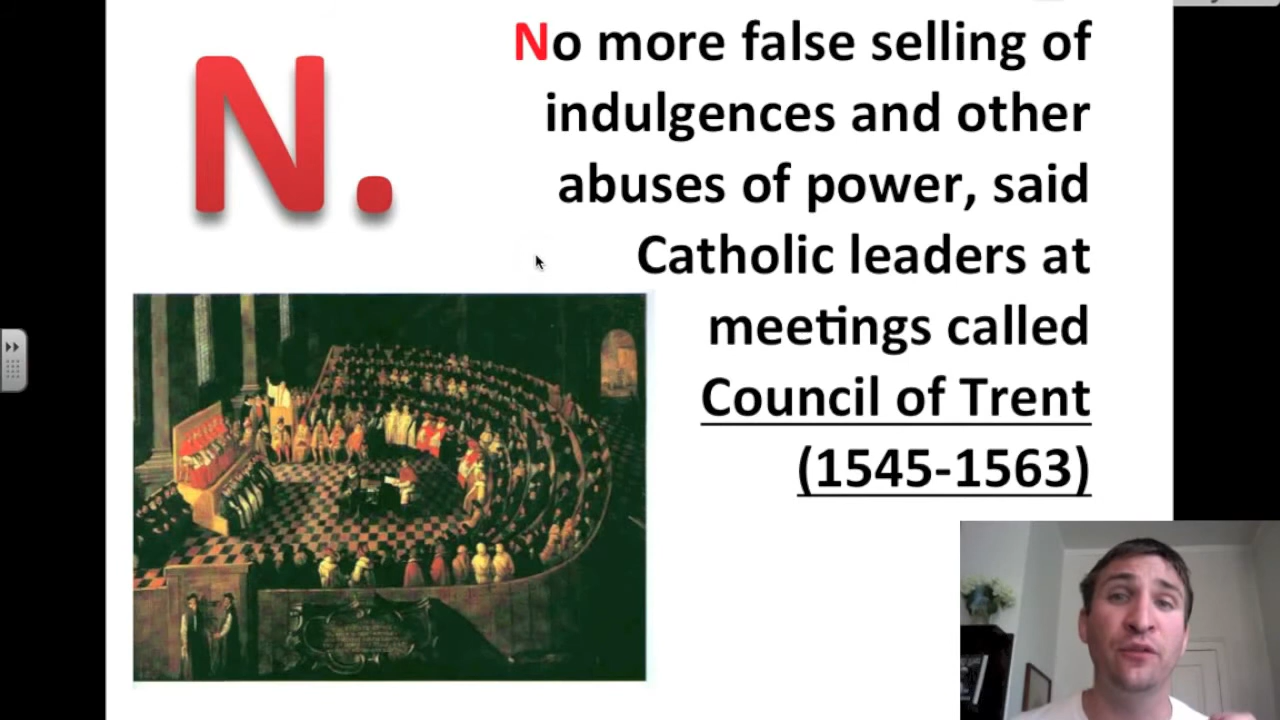 N.
No more false selling of
indulgences and other
abuses of power, said
Catholic leaders at
meetings called
Council of Trent
(1545-1563)